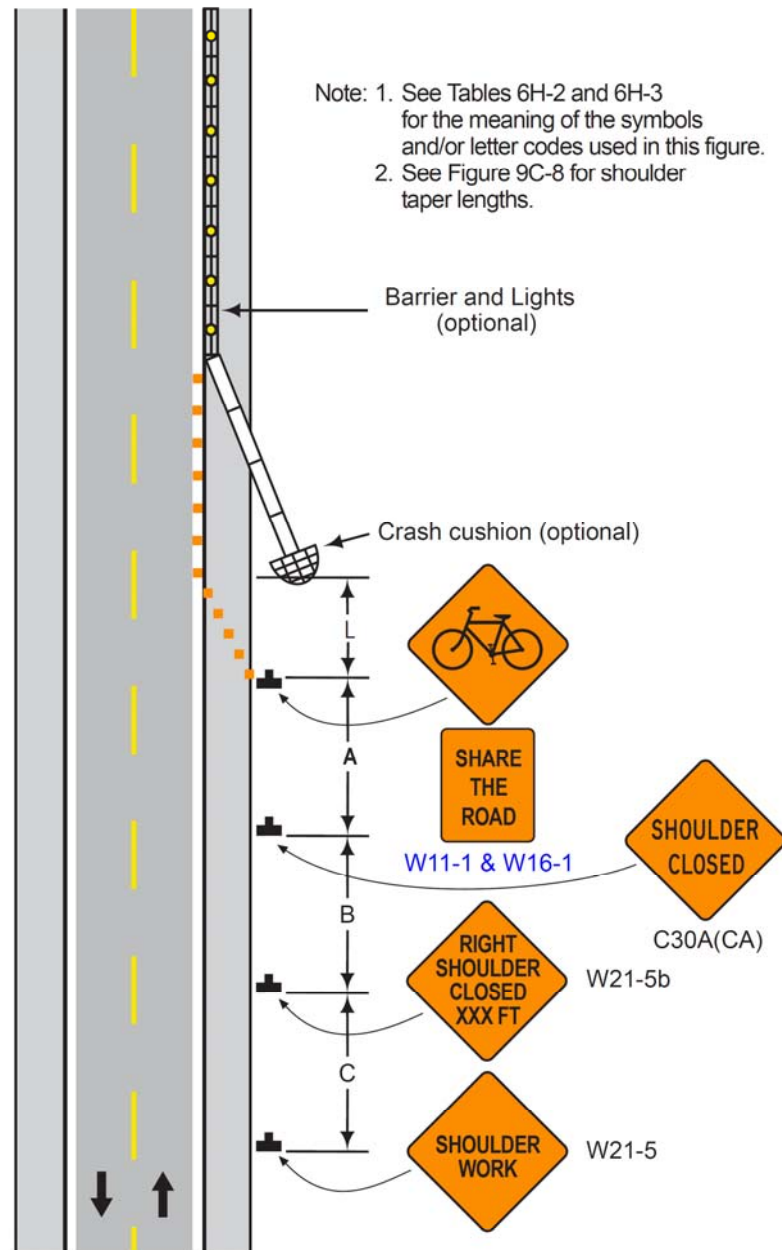 Note: 1. See Tables 6H-2 and 6H-3
for the meaning of the symbols
and/or letter codes used in this figure.
2. See Figure 9C-8 for shoulder
taper lengths.
Barrier and Lights
(optional)
Crash cushion (optional)
L
A
SHARE
THE
ROAD
W11-1 & W16-1
SHOULDER
CLOSED
C30A(CA)
B
RIGHT
SHOULDER
CLOSED
XXX FT
W21-5b
C
SHOULDER
WORK
W21-5